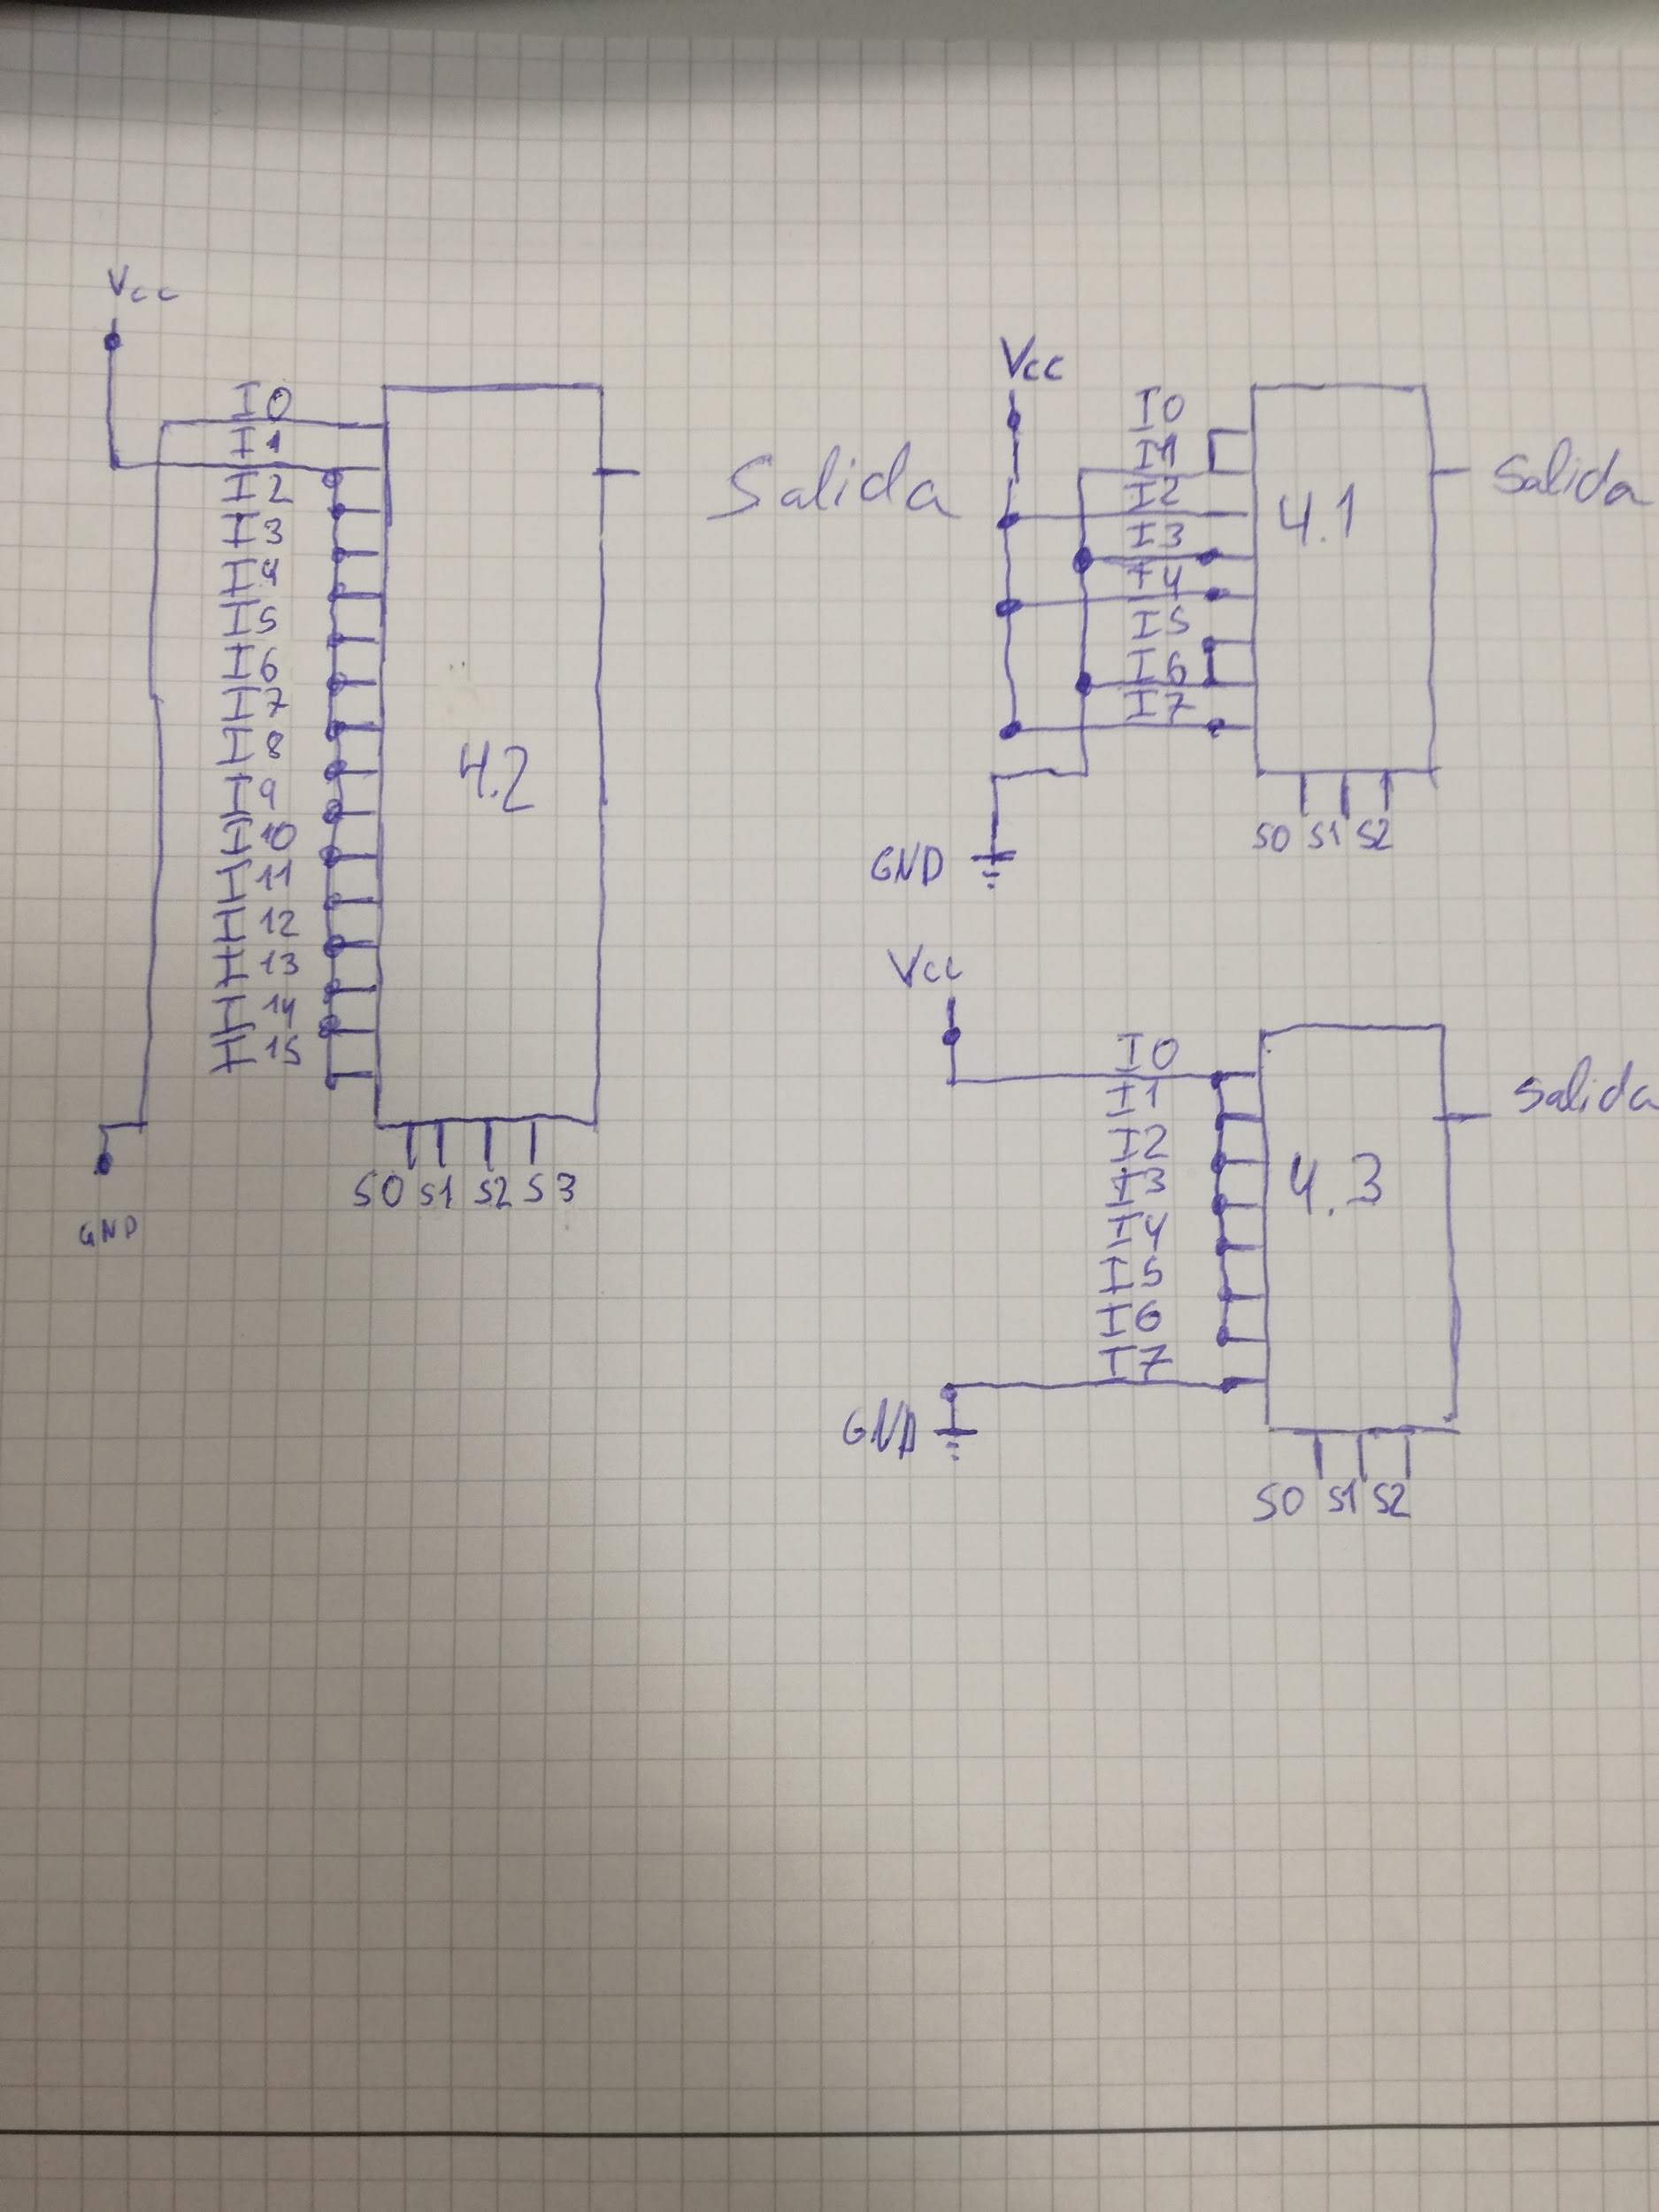 Vcc
I0
I1
I2
I3
I4
I5
I6
I7
I8
I9
I10
I11
I12
I13
I14
I15
4.2
Salida
S0 S1 S2 S3
GND
Vcc
I0
I1
I2
I3
I4
I5
I6
I7
4.1
Salida
S0 S1 S2
GND
Vcc
I0
I1
I2
I3
I4
I5
I6
I7
4.3
Salida
GND
S0 S1 S2